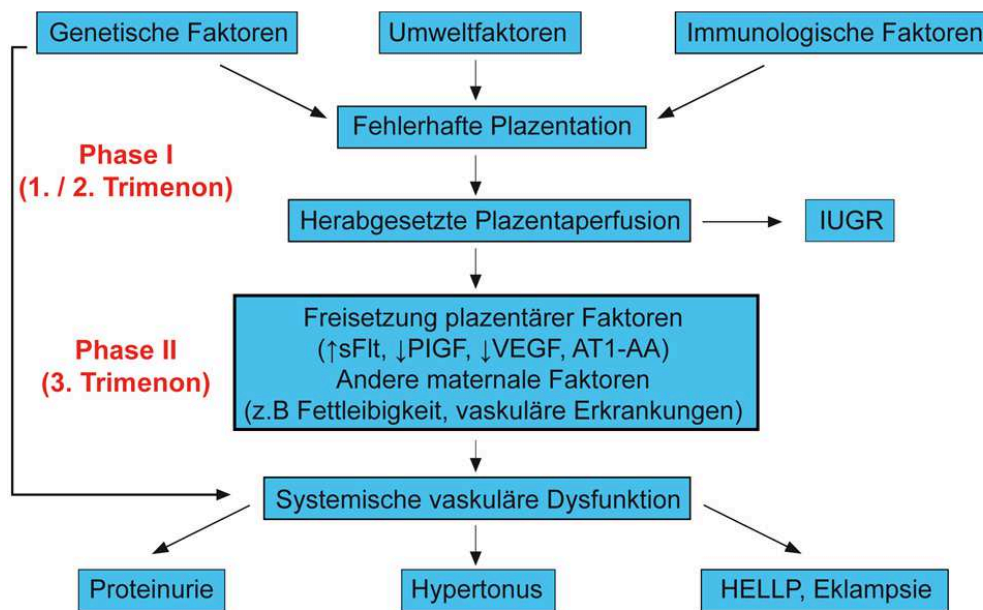 Genetische Faktoren
Umweltfaktoren
Immunologische Faktoren
Fehlerhafte Plazentation
Phase I
(1. / 2. Trimenon)
Herabgesetzte Plazentaperfusion
IUGR
Freisetzung plazentärer Faktoren
(↑sFlt, ↓PIGF, ↓VEGF, AT1-AA)
Andere maternale Faktoren
(z.B Fettleibigkeit, vaskuläre Erkrankungen)
Phase II
(3. Trimenon)
Systemische vaskuläre Dysfunktion
Proteinurie
Hypertonus
HELLP, Eklampsie